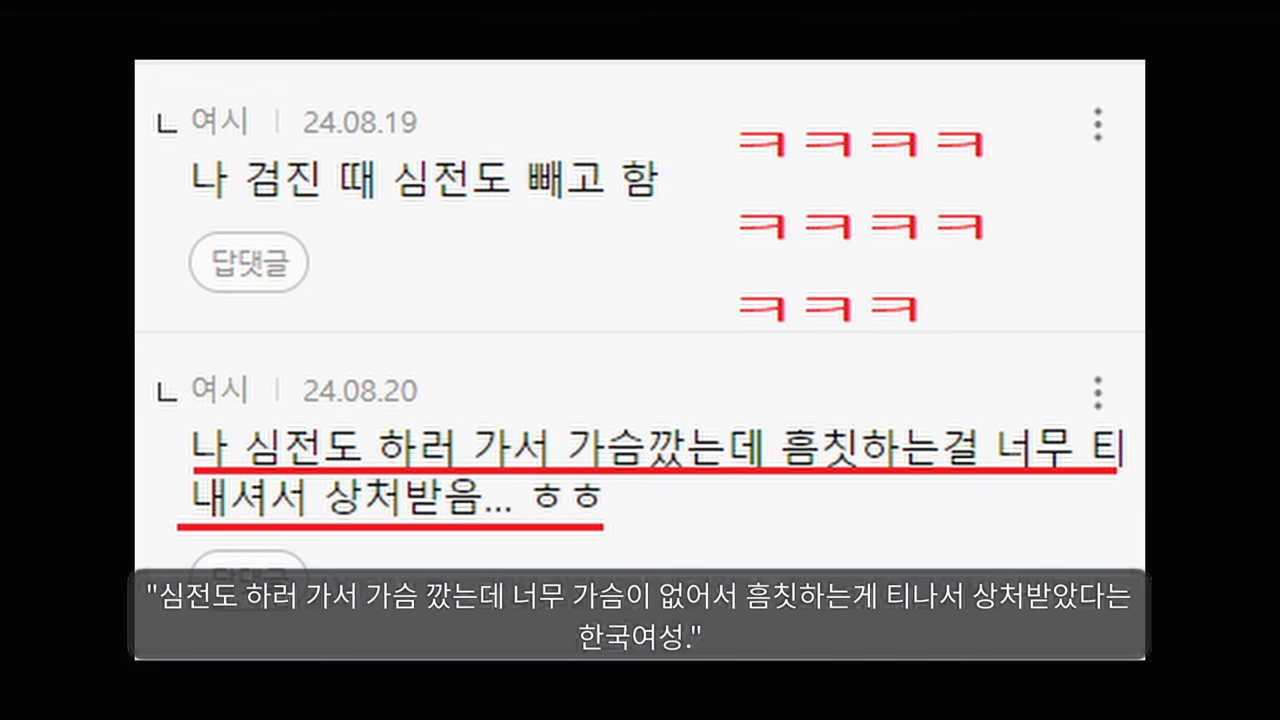 ㄴ 여시 | 24.08.19
나 검진 때 심전도 빼고 함
ㅋㅋㅋㅋ
ㅋㅋㅋㅋ
ㅋㅋㅋ
답댓글
ㄴ 여시 | 24.08.20
나 심전도 하러 가서 가슴깠는데 흠칫하는걸 너무 티
내셔서 상처받음... ㅎㅎ
답댓글
"심전도 하러 가서 가슴 깠는데 너무 가슴이 없어서 흠칫하는게 티나서 상처받았다는
한국여성."